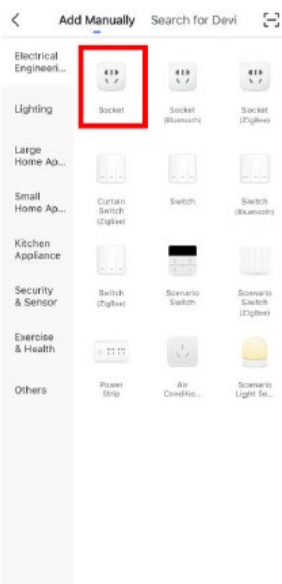 Add Manually Search for Devi
Electrical
Engineeri...
Lighting
Large
Home Ap...
Small
Home Ap...
Kitchen
Appliance
Security
& Sensor
Exercise
& Health
Others
Socket
Socket
(Bluetooth)
Socket
(ZigBee)
Curtain
Switch
(ZigBee)
Switch
Switch
(Bluetooth)
Switch
(ZigBee)
Scenario
Switch
Scenario
Switch
(ZigBee)
Power
Strip
Air
Conditio...
Scenario
Light So...